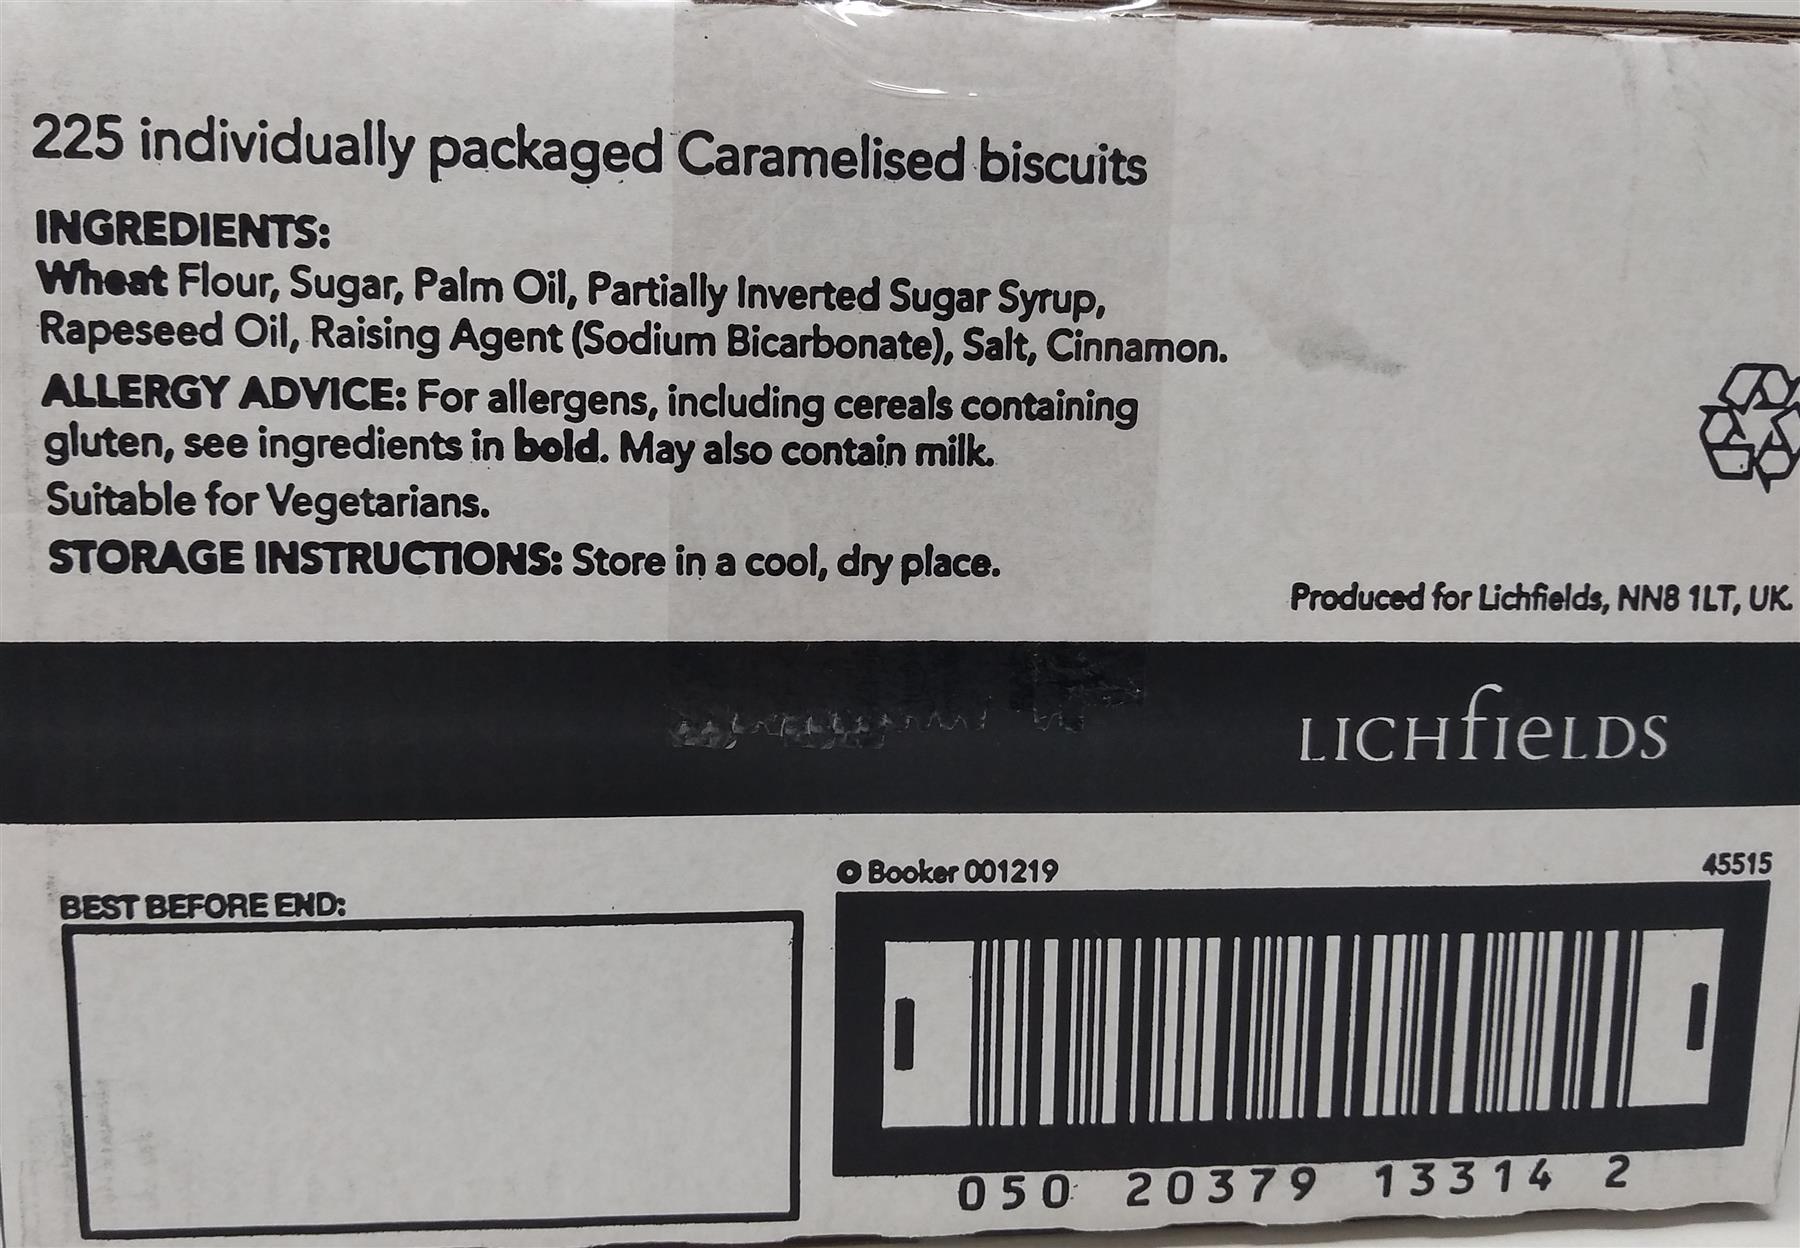 225 individually packaged Caramelised biscuits
INGREDIENTS:
Wheat Flour, Sugar, Palm Oil, Partially Inverted Sugar Syrup,
Rapeseed Oil, Raising Agent (Sodium Bicarbonate), Salt, Cinnamon.
ALLERGY ADVICE: For allergens, including cereals containing
gluten, see ingredients in bold. May also contain milk.
Suitable for Vegetarians.
STORAGE INSTRUCTIONS: Store in a cool, dry place.
Produced for Lichfields, NN8 1LT, UK.
LICHfIeLDS
BEST BEFORE END:
Booker 001219
45515
050 20379 13314 2